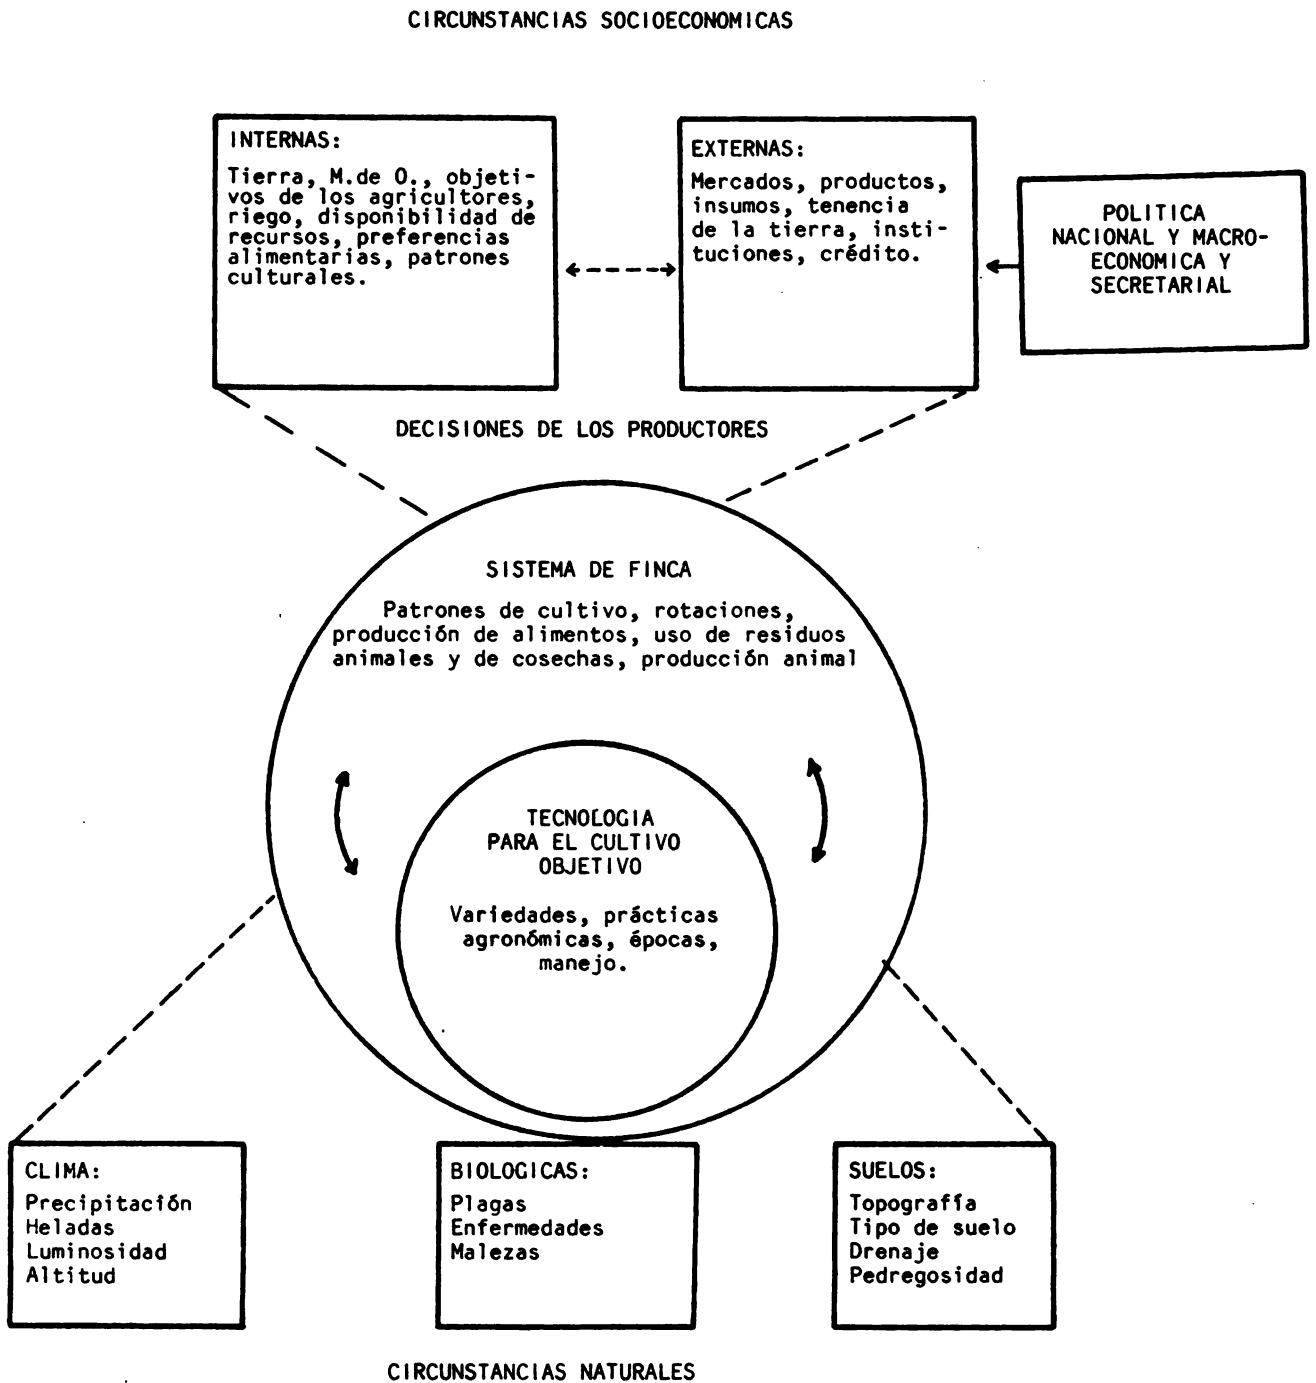 CIRCUNSTANCIAS SOCIOECONOMICAS
INTERNAS:
Tierra, M.de O., objeti-
vos de los agricultores,
riego, disponibilidad de
recursos, preferencias
alimentarias, patrones
culturales.
EXTERNAS:
Mercados, productos,
insumos, tenencia
de la tierra, insti-
tuciones, crédito.
POLITICA
NACIONAL Y MACRO-
ECONOMICA Y
SECRETARIAL
DECISIONES DE LOS PRODUCTORES
SISTEMA DE FINCA
Patrones de cultivo, rotaciones,
producción de alimentos, uso de residuos
animales y de cosechas, producción animal
TECNOLOGIA
PARA EL CULTIVO
OBJETIVO
Variedades, prácticas
agronómicas, épocas,
manejo.
CLIMA:
Precipitación
Heladas
Luminosidad
Altitud
BIOLOGICAS:
Plagas
Enfermedades
Malezas
SUELOS:
Topografía
Tipo de suelo
Drenaje
Pedregosidad
CIRCUNSTANCIAS NATURALES